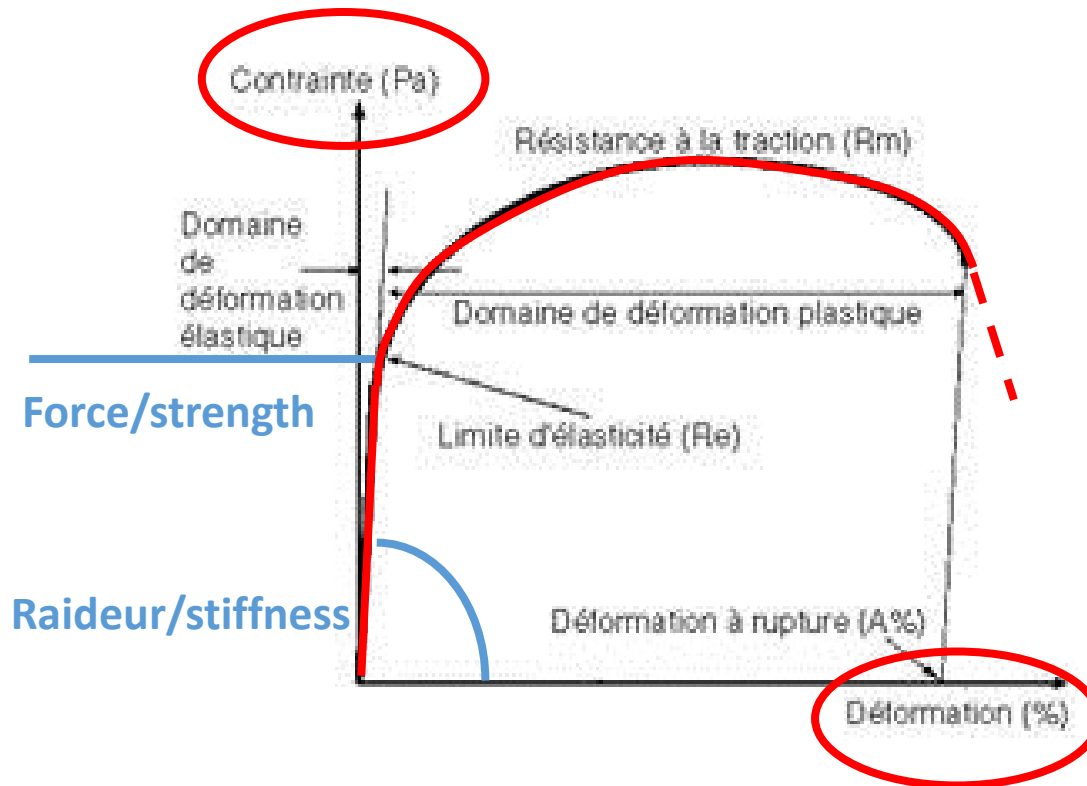 Contrainte (Pa)
Résistance à la traction (Rm)
Domaine
de
déformation
élastique
Domaine de déformation plastique
Force/strength
Limite d'élasticité (Re)
Raideur/stiffness
Déformation à rupture (A%)
Déformation (%)